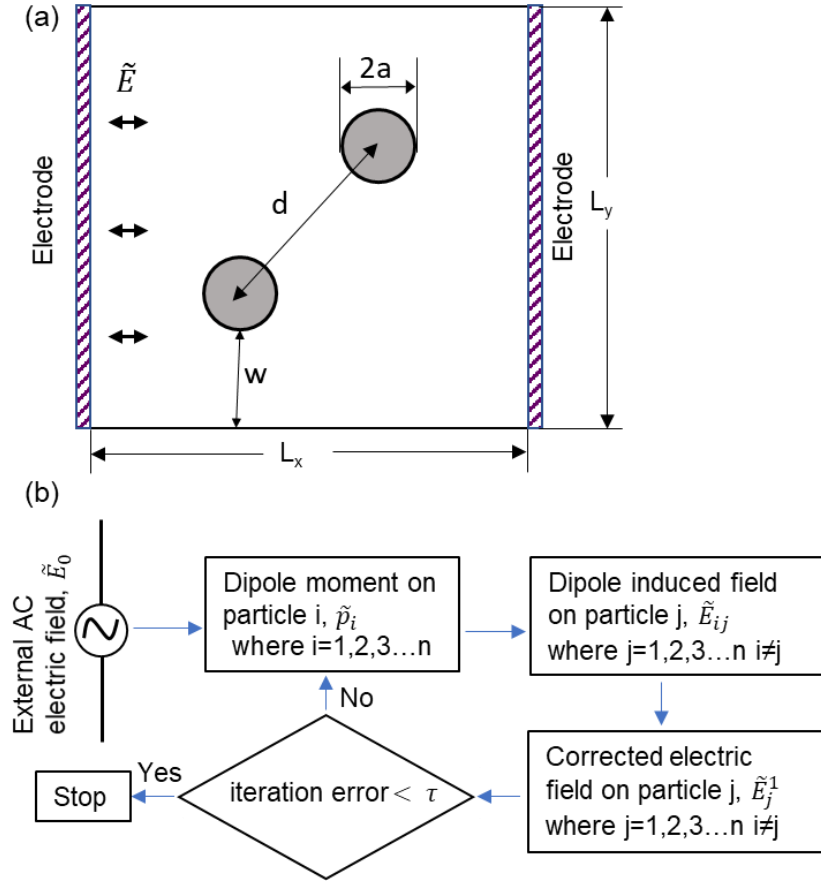 (a)
2a
Ẽ
d
w
Electrode
Electrode
L_y
L_x
(b)
External AC
electric field, Ẽ₀
Dipole moment on
particle i, p̃ᵢ
where i=1,2,3…n
Dipole induced field
on particle j, Ẽᵢⱼ
where j=1,2,3…n i≠j
No
Yes
Stop
iteration error < τ
Corrected electric
field on particle j, Ẽⱼ¹
where j=1,2,3…n i≠j